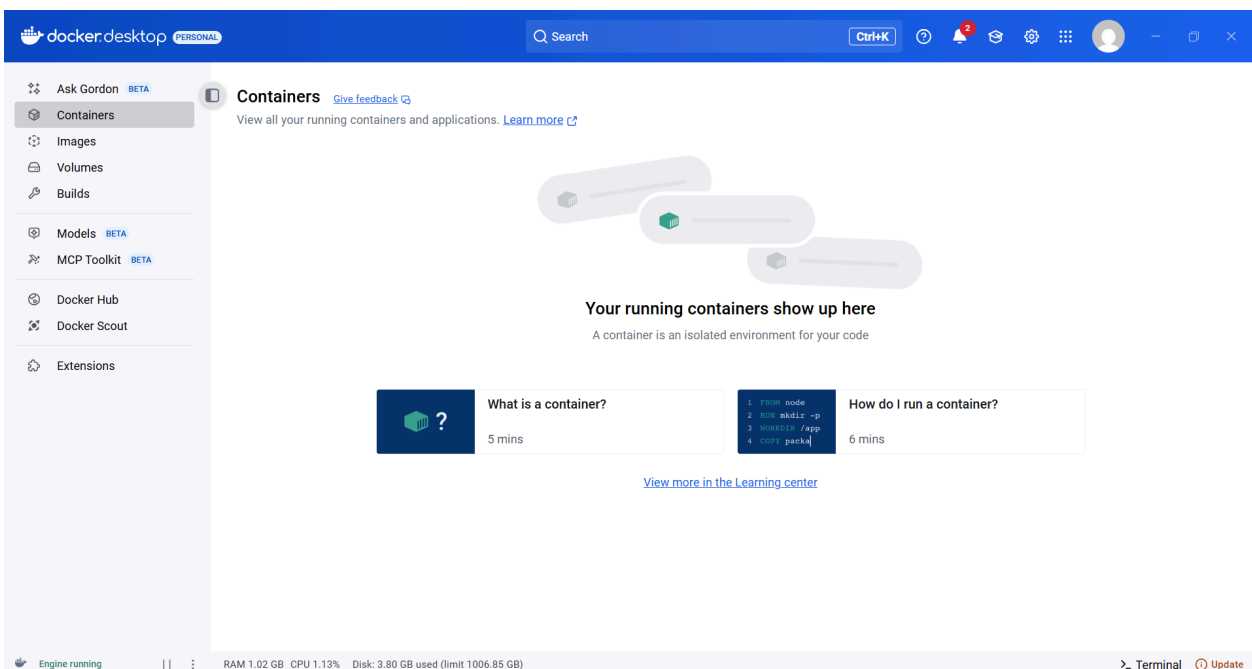 docker.desktop PERSONAL
Search
Ctrl+K
2
Ask Gordon BETA
Containers
Images
Volumes
Builds
Models BETA
MCP Toolkit BETA
Docker Hub
Docker Scout
Extensions
Containers Give feedback
View all your running containers and applications. Learn more
Your running containers show up here
A container is an isolated environment for your code
?
What is a container?
5 mins
1 FROM node
2 RUN mkdir -p
3 WORKDIR /app
4 COPY packa
How do I run a container?
6 mins
View more in the Learning center
Engine running
RAM 1.02 GB CPU 1.13% Disk: 3.80 GB used (limit 1006.85 GB)
>_ Terminal
Update